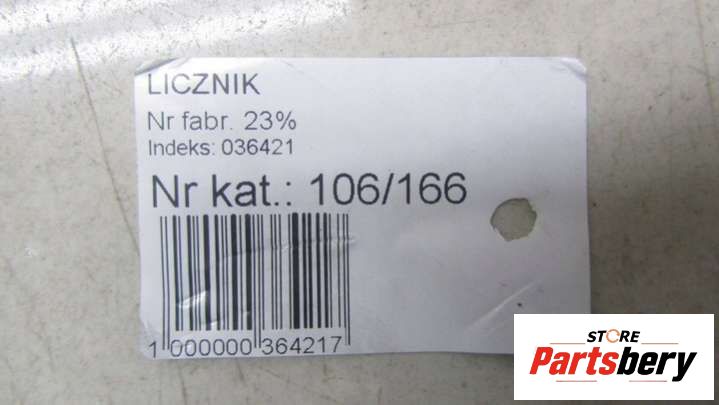 LICZNIK
Nr fabr. 23%
Indeks: 036421
Nr kat.: 106/166
1 000000 364217
STORE
Partsbery